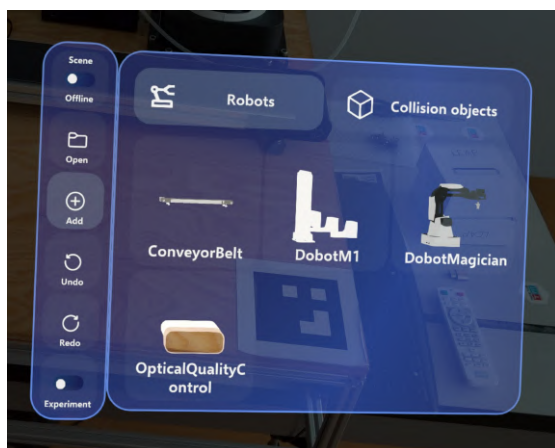 Scene
Offline
Open
Add
Undo
Redo
Experiment
Robots
Collision objects
ConveyorBelt
DobotM1
DobotMagician
OpticalQualityC
ontrol